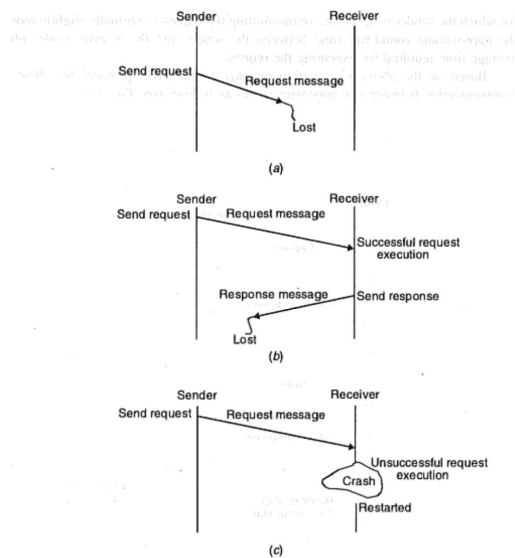 Sender Receiver
Send request Request message
Lost
(a)
Sender Receiver
Send request Request message
Successful request
execution
Response message Send response
Lost
(b)
Sender Receiver
Send request Request message
Unsuccessful request
execution
Crash
Restarted
(c)